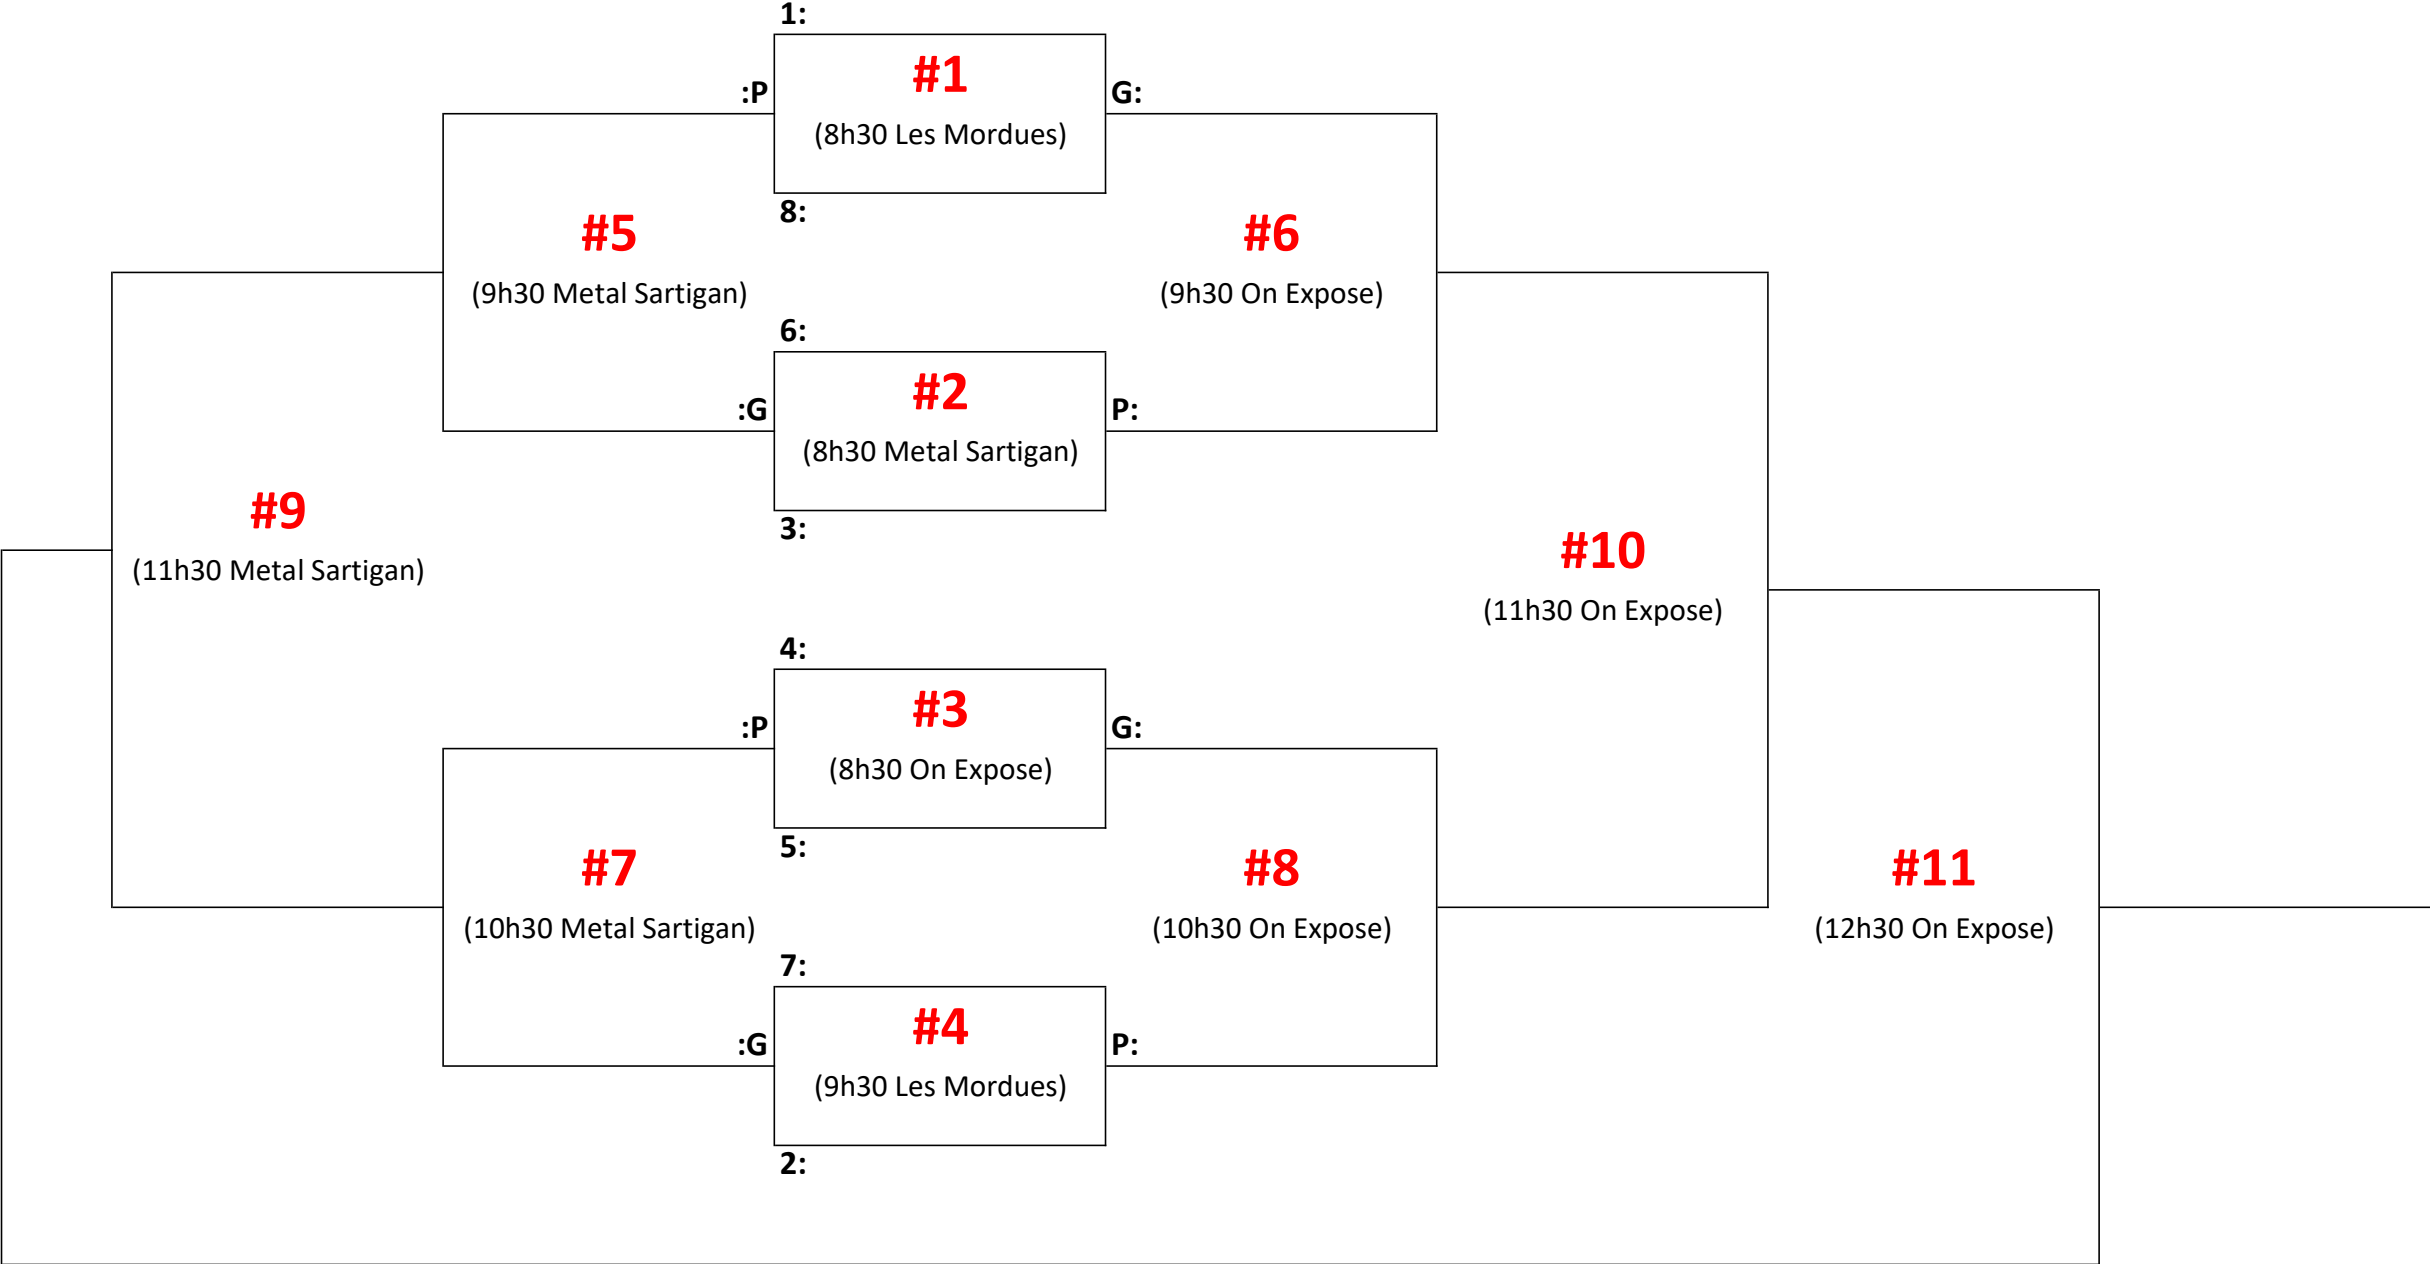 1:
#1
:P
G:
(8h30 Les Mordues)
8:
#5
#6
(9h30 Metal Sartigan)
(9h30 On Expose)
6:
#2
:G
P:
(8h30 Metal Sartigan)
3:
#9
#10
(11h30 Metal Sartigan)
(11h30 On Expose)
4:
#3
:P
G:
(8h30 On Expose)
5:
#7
#8
#11
(10h30 Metal Sartigan)
(10h30 On Expose)
(12h30 On Expose)
7:
#4
:G
P:
(9h30 Les Mordues)
2: